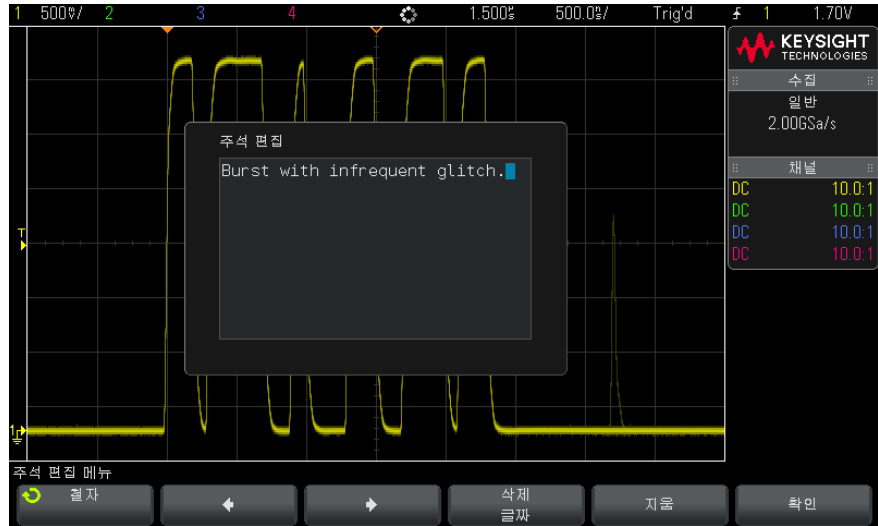 1 500㎷/ 2 3 4 1.500㎲ 500.0㎱/ Trig'd 1 1.70V
KEYSIGHT
TECHNOLOGIES
수집
일반
2.00GSa/s
채널
DC 10.0:1
DC 10.0:1
DC 10.0:1
DC 10.0:1
주석 편집
Burst with infrequent glitch.
T
1
주석 편집 메뉴
철자
삭제
글짜
지움
확인